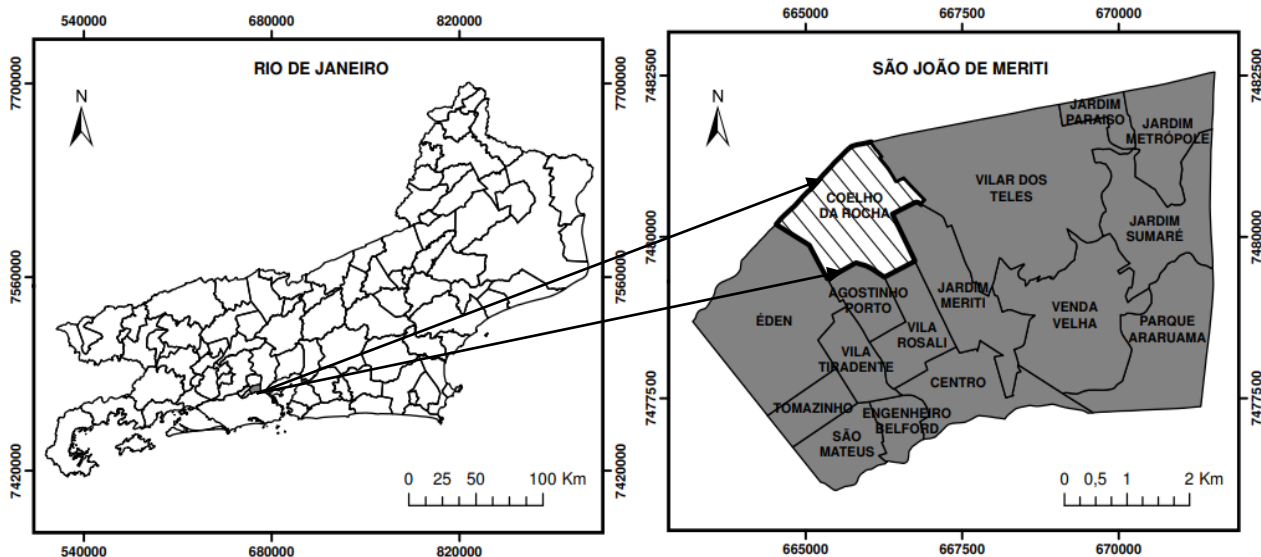 540000
680000
820000
7700000
7560000
7420000
RIO DE JANEIRO
N
7700000
7560000
7420000
0 25 50 100 Km
540000
680000
820000
665000
667500
670000
7482500
7480000
7477500
SÃO JOÃO DE MERITI
N
JARDIM
PARAISO
JARDIM
METRÓPOLE
VILAR DOS
TELES
COELHO
DA ROCHA
JARDIM
SUMARÉ
JARDIM
MERITI
AGOSTINHO
PORTO
ÉDEN
VENDA
VELHA
PARQUE
ARARUAMA
VILA
ROSALI
VILA
TIRADENTE
CENTRO
TOMAZINHO
ENGENHEIRO
BELFORD
SÃO
MATEUS
0 0,5 1 2 Km
7482500
7480000
7477500
665000
667500
670000